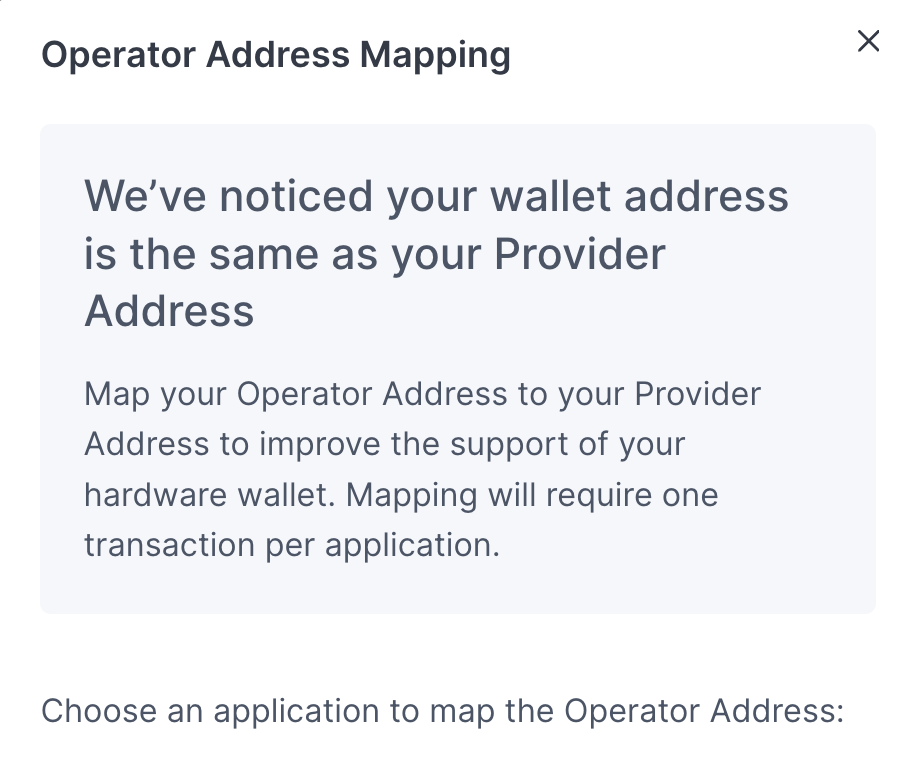 Operator Address Mapping
We’ve noticed your wallet address
is the same as your Provider
Address
Map your Operator Address to your Provider
Address to improve the support of your
hardware wallet. Mapping will require one
transaction per application.
Choose an application to map the Operator Address: